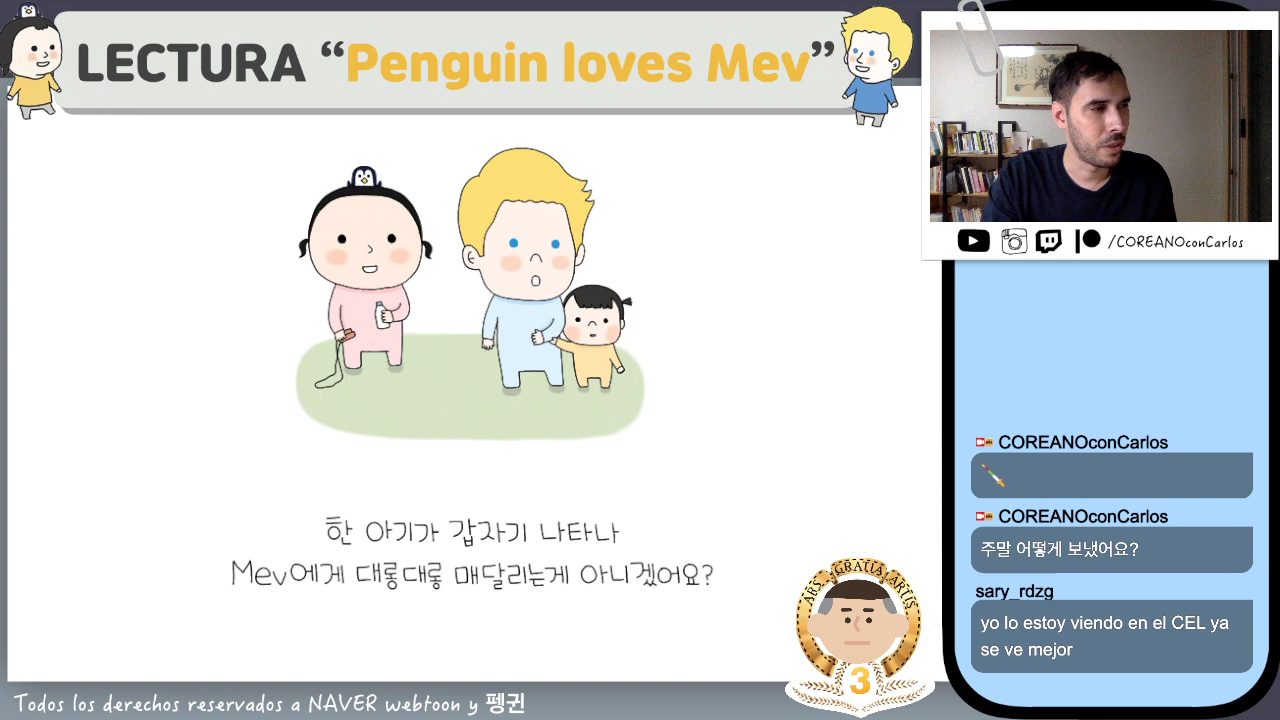 LECTURA “Penguin loves Mev”
한 아기가 갑자기 나타나
Mev에게 대롱대롱 매달리는게 아니겠어요?
ARS GRATIA ARTIS
3
Todos los derechos reservados a NAVER webtoon y 펭귄
/COREANOconCarlos
COREANOconCarlos
COREANOconCarlos
주말 어떻게 보냈어요?
sary_rdzg
yo lo estoy viendo en el CEL ya
se ve mejor